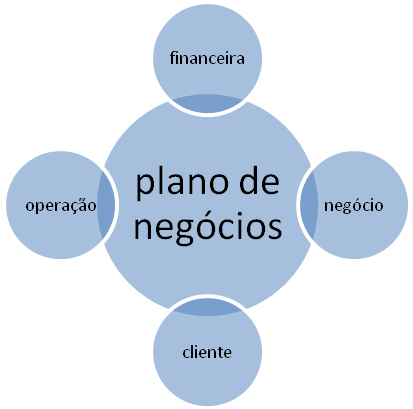 financeira
plano de
negócios
operação
negócio
cliente